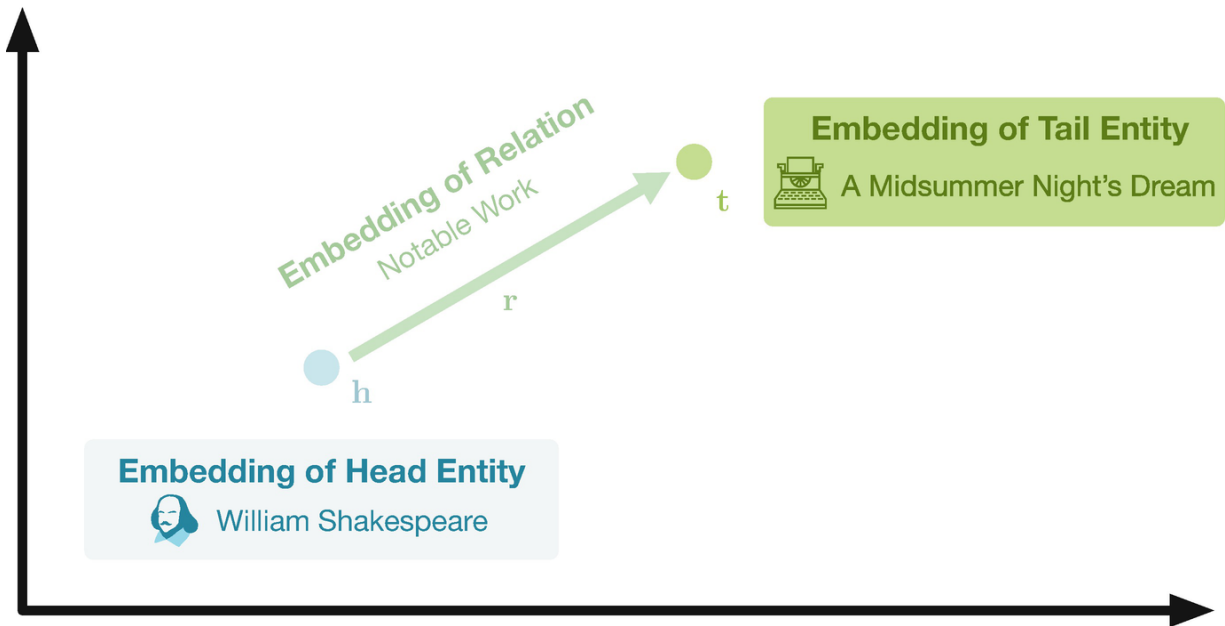 Embedding of Relation
Notable Work
r
Embedding of Tail Entity
A Midsummer Night's Dream
t
h
Embedding of Head Entity
William Shakespeare